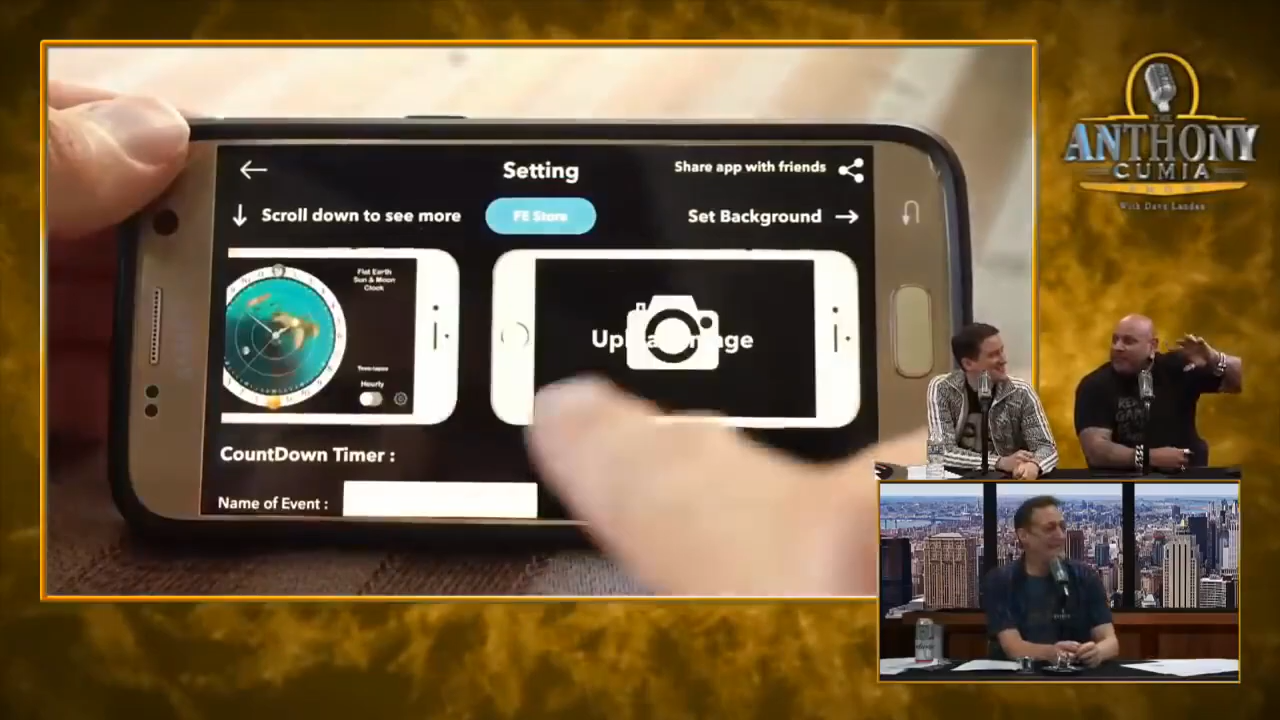 Setting
Share app with friends
Scroll down to see more
FE Store
Set Background
Flat Earth
Sun & Moon
Clock
Hourly
CountDown Timer :
Name of Event :
THE
ANTHONY
CUMIA
SHOW
With Dave Landau